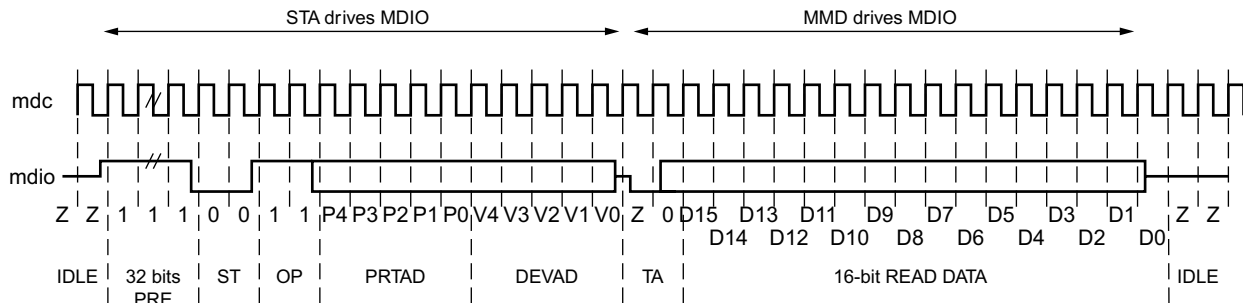 STA drives MDIO MMD drives MDIO
mdc
mdio
Z Z 1 1 1 0 0 1 1 P4 P3 P2 P1 P0 V4 V3 V2 V1 V0 Z 0 D15 D13 D11 D9 D7 D5 D3 D1 Z Z
D14 D12 D10 D8 D6 D4 D2 D0
IDLE 32 bits ST OP PRTAD DEVAD TA 16-bit READ DATA IDLE
PRE